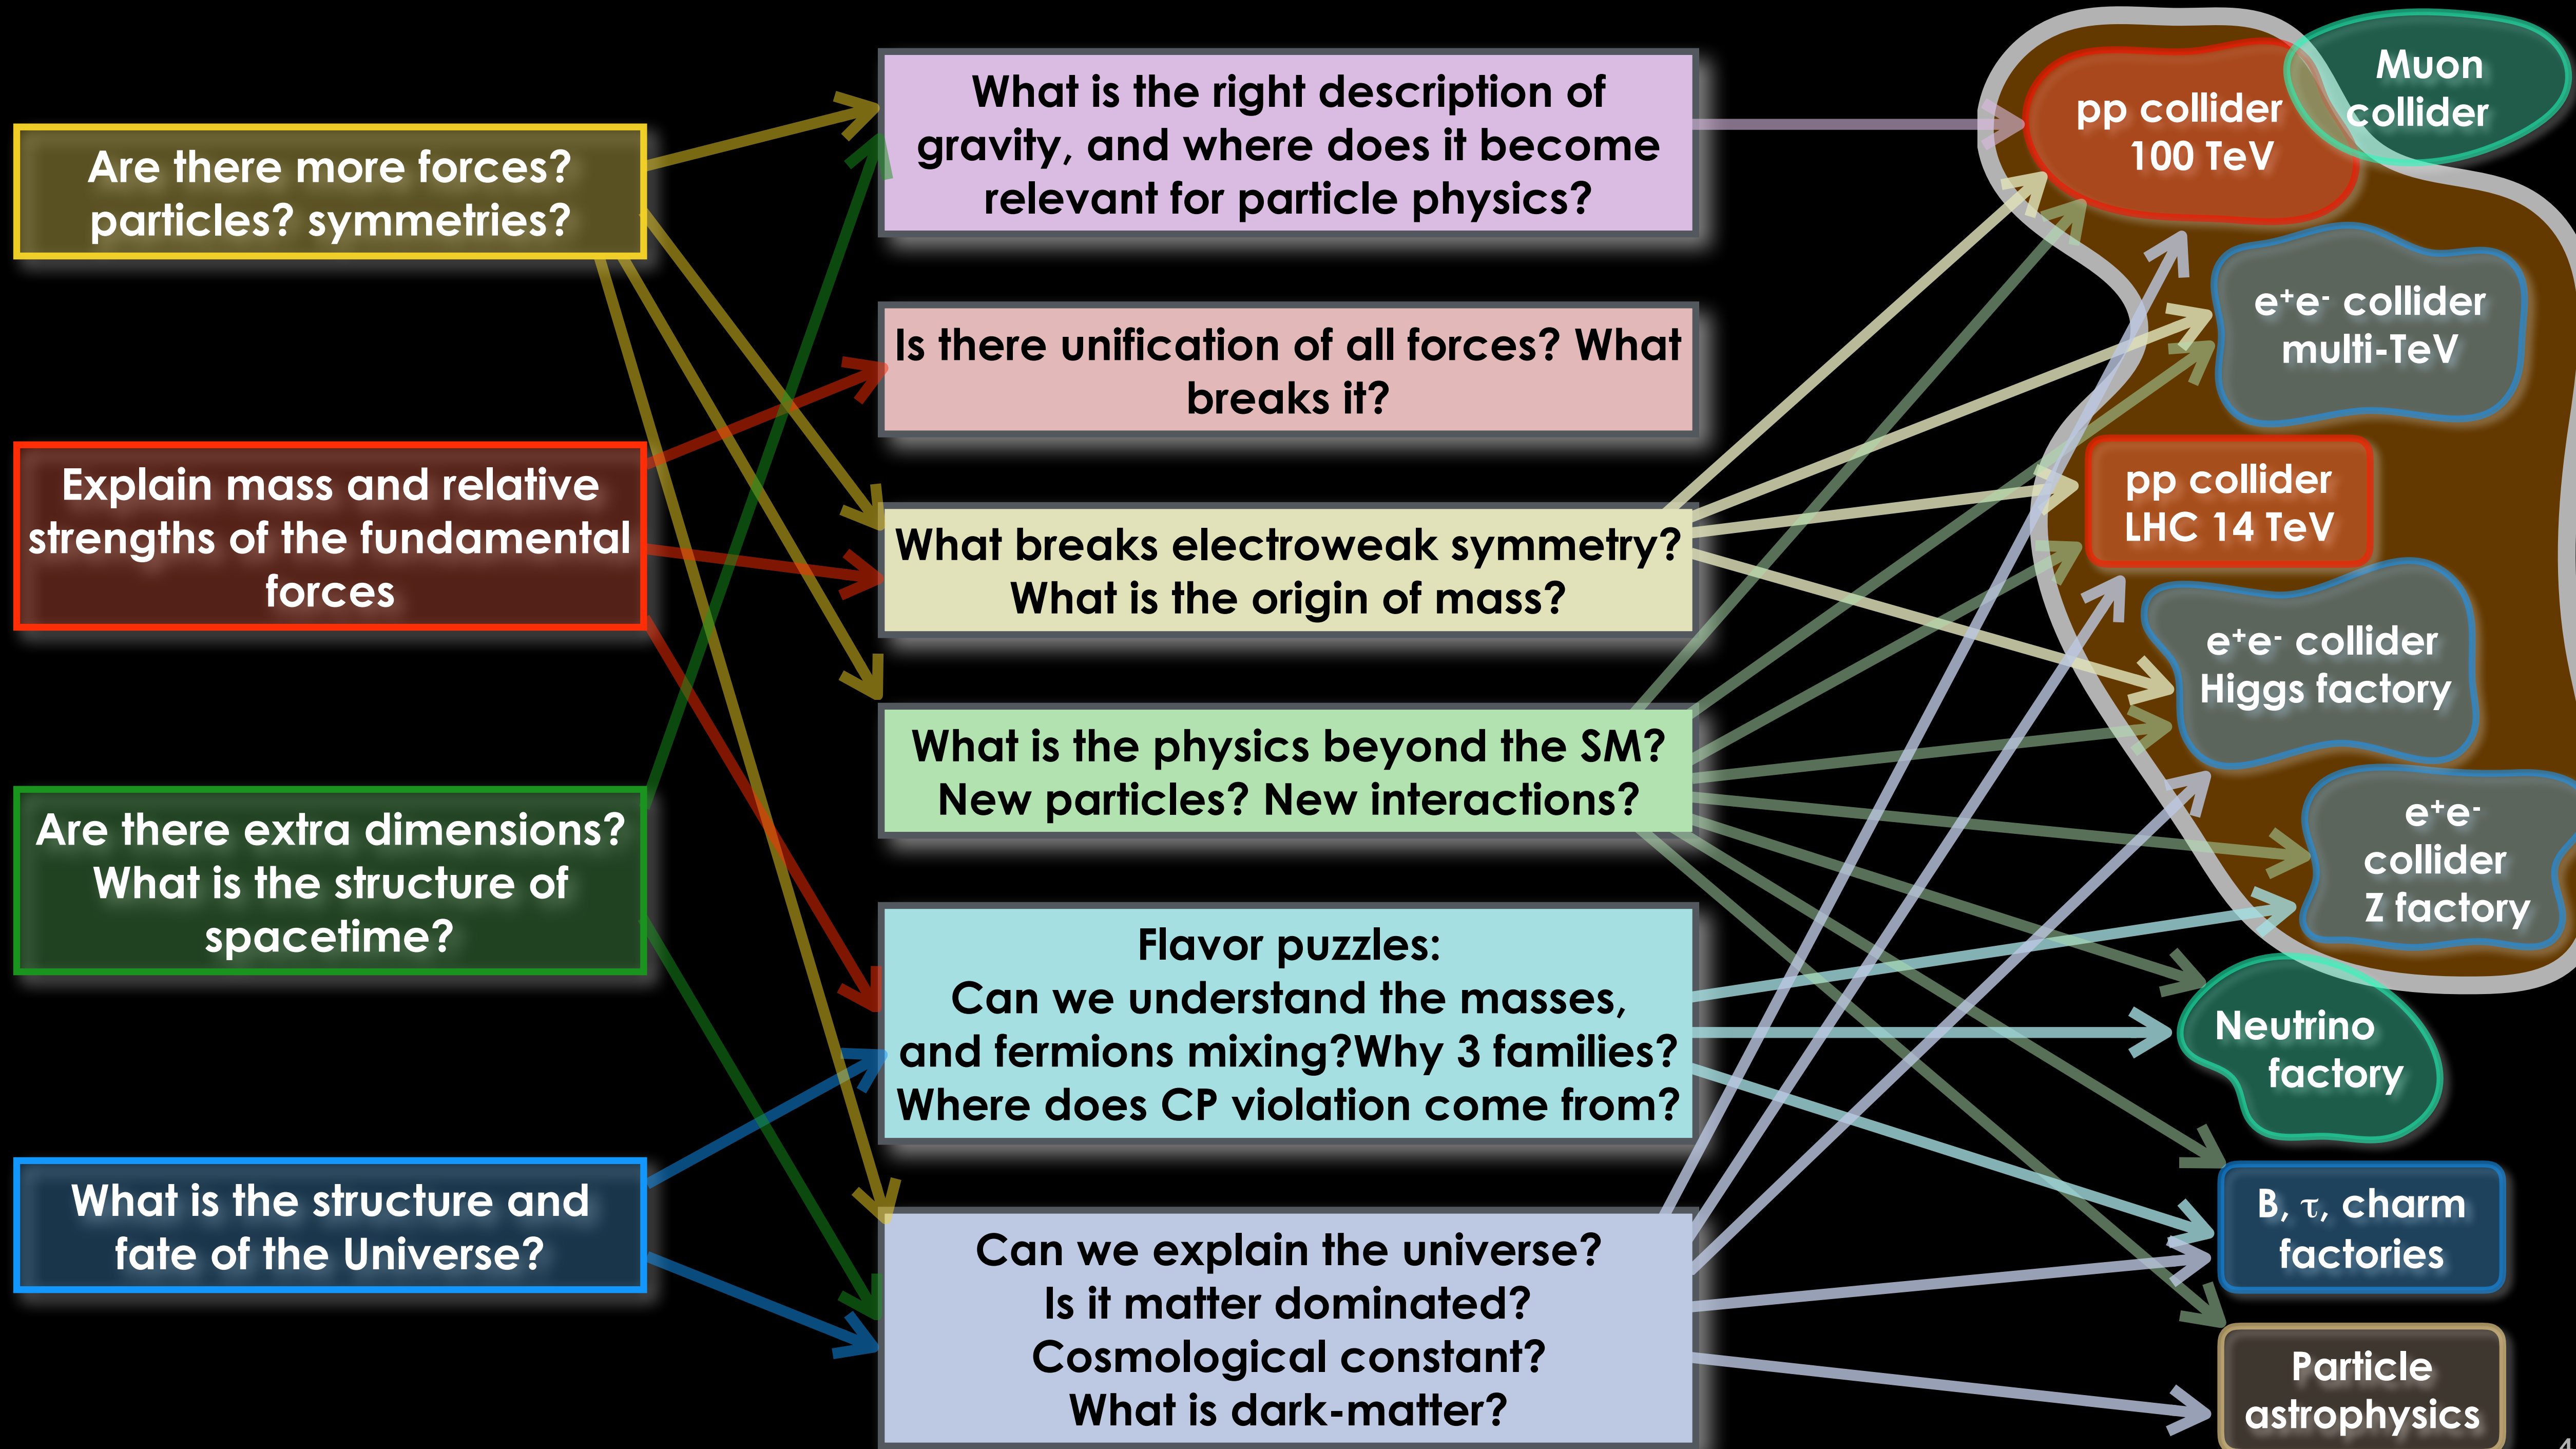 Are there more forces?
particles? symmetries?
Explain mass and relative
strengths of the fundamental
forces
Are there extra dimensions?
What is the structure of
spacetime?
What is the structure and
fate of the Universe?
What is the right description of
gravity, and where does it become
relevant for particle physics?
Is there unification of all forces? What
breaks it?
What breaks electroweak symmetry?
What is the origin of mass?
What is the physics beyond the SM?
New particles? New interactions?
Flavor puzzles:
Can we understand the masses,
and fermions mixing?Why 3 families?
Where does CP violation come from?
Can we explain the universe?
Is it matter dominated?
Cosmological constant?
What is dark-matter?
Muon
collider
pp collider
100 TeV
e⁺e⁻ collider
multi-TeV
pp collider
LHC 14 TeV
e⁺e⁻ collider
Higgs factory
e⁺e⁻
collider
Z factory
Neutrino
factory
B, τ, charm
factories
Particle
astrophysics